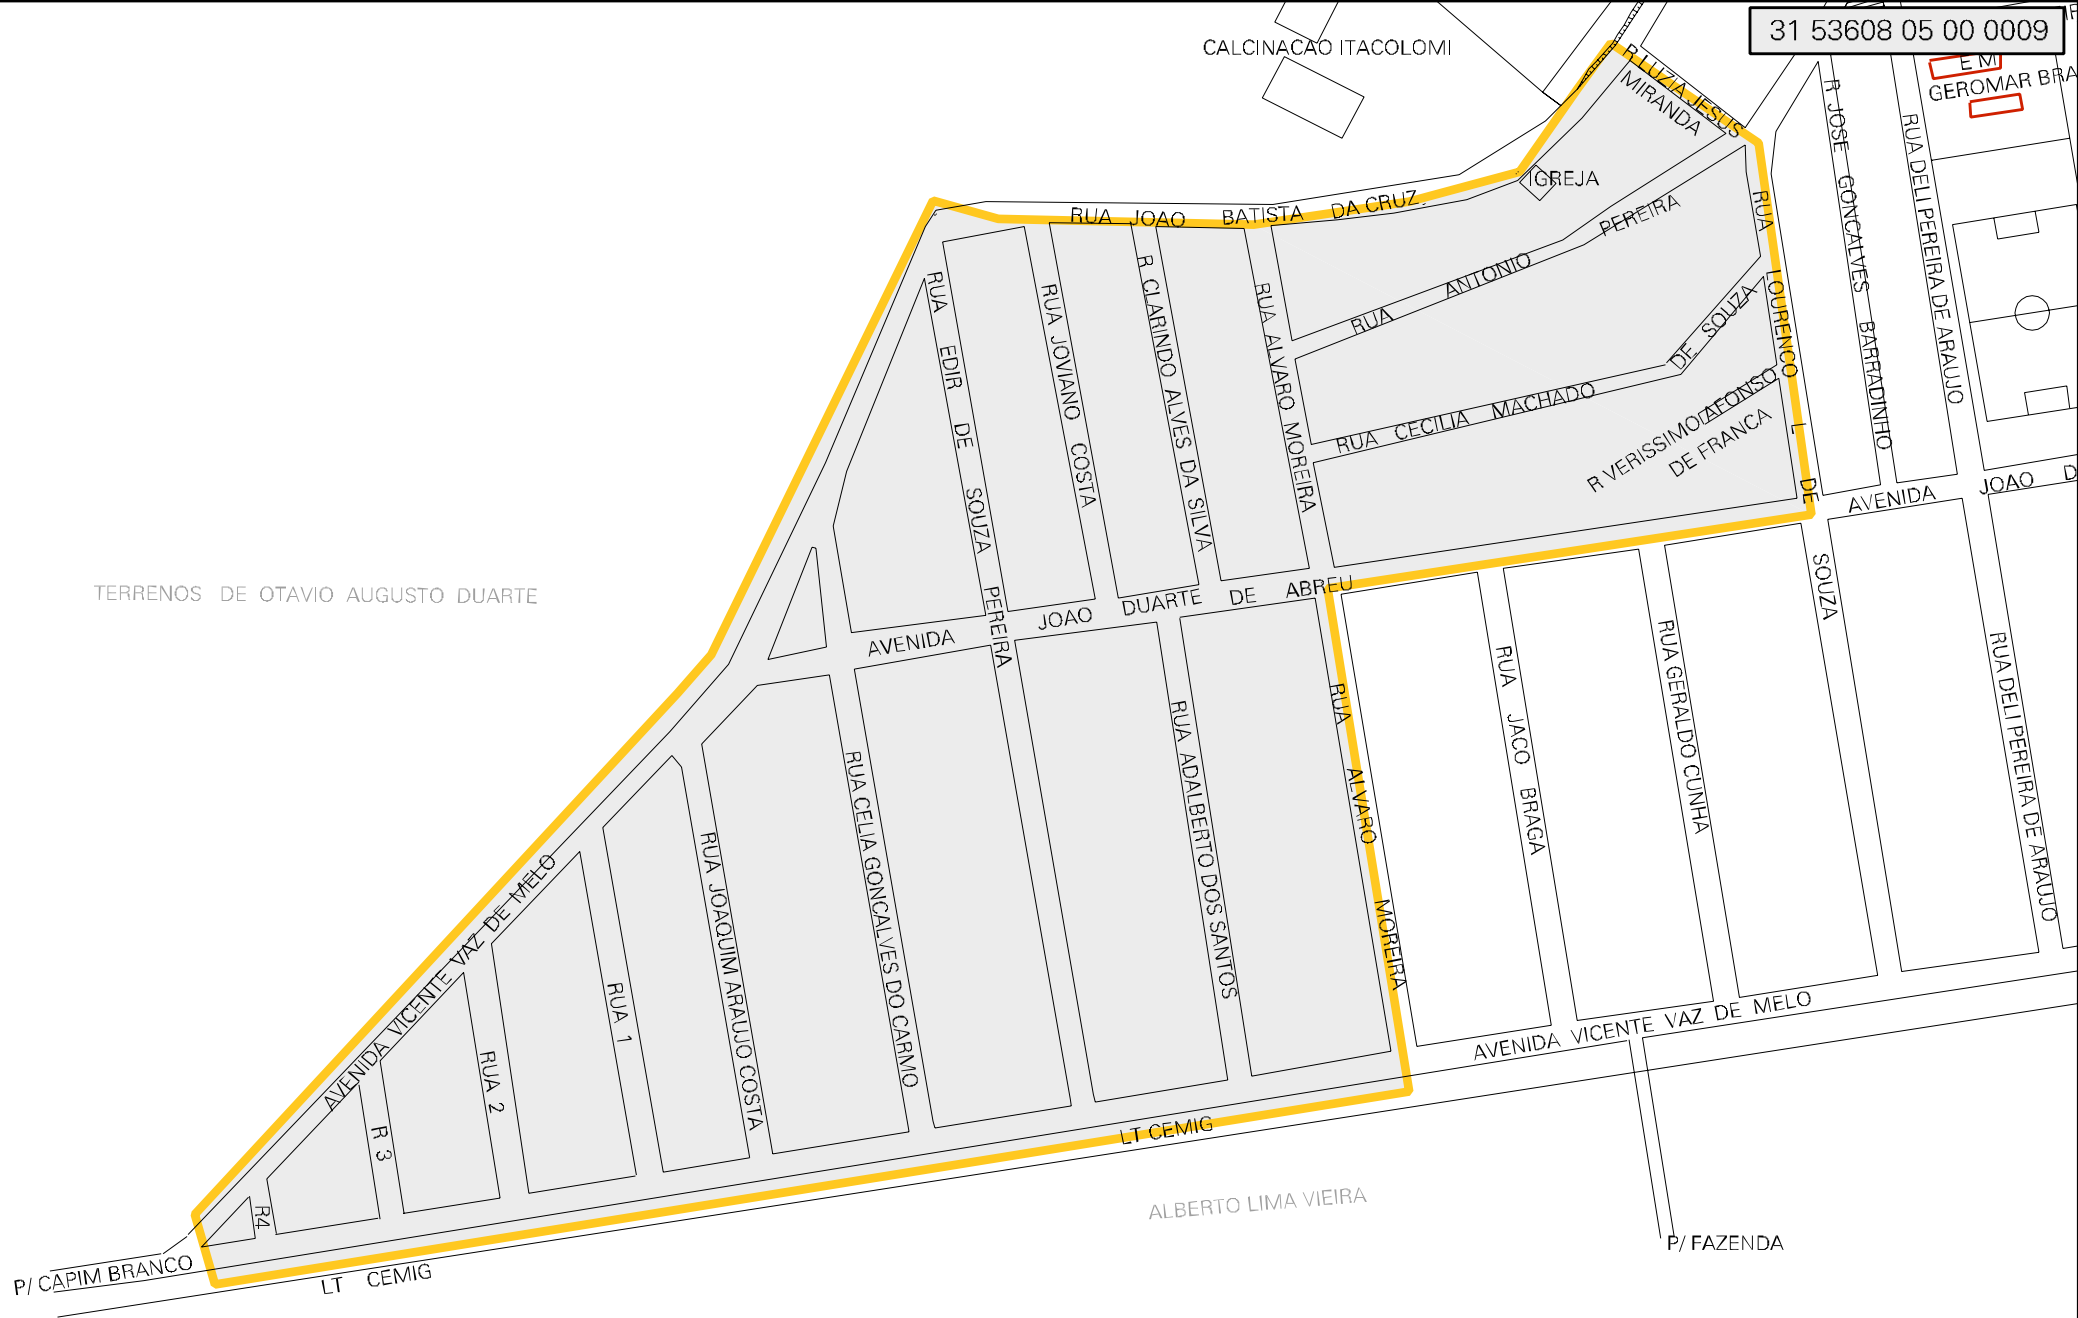 31 53608 05 00 0009
CALCINACAO ITACOLOMI
R LUZIA JESUS
MIRANDA
E M
GEROMAR BRA
R JOSE GONCALVES BARRADINHO
RUA DELI PEREIRA DE ARAUJO
IGREJA
RUA JOAO BATISTA DA CRUZ
RUA ANTONIO PEREIRA
RUA LOURENCO L DE SOUZA
RUA EDIR DE SOUZA PEREIRA
RUA JOVIANO COSTA
R CLARINDO ALVES DA SILVA
RUA ALVARO MOREIRA
RUA CECILIA MACHADO DE SOUZA
R VERISSIMO AFONSO
DE FRANCA
AVENIDA JOAO D
TERRENOS DE OTAVIO AUGUSTO DUARTE
AVENIDA JOAO DUARTE DE ABREU
RUA ALVARO MOREIRA
RUA JACO BRAGA
RUA GERALDO CUNHA
RUA DELI PEREIRA DE ARAUJO
RUA ADALBERTO DOS SANTOS
RUA CELIA GONCALVES DO CARMO
RUA JOAQUIM ARAUJO COSTA
AVENIDA VICENTE VAZ DE MELO
RUA 1
RUA 2
R 3
R4
AVENIDA VICENTE VAZ DE MELO
LT CEMIG
ALBERTO LIMA VIEIRA
P/ FAZENDA
P/ CAPIM BRANCO
LT CEMIG